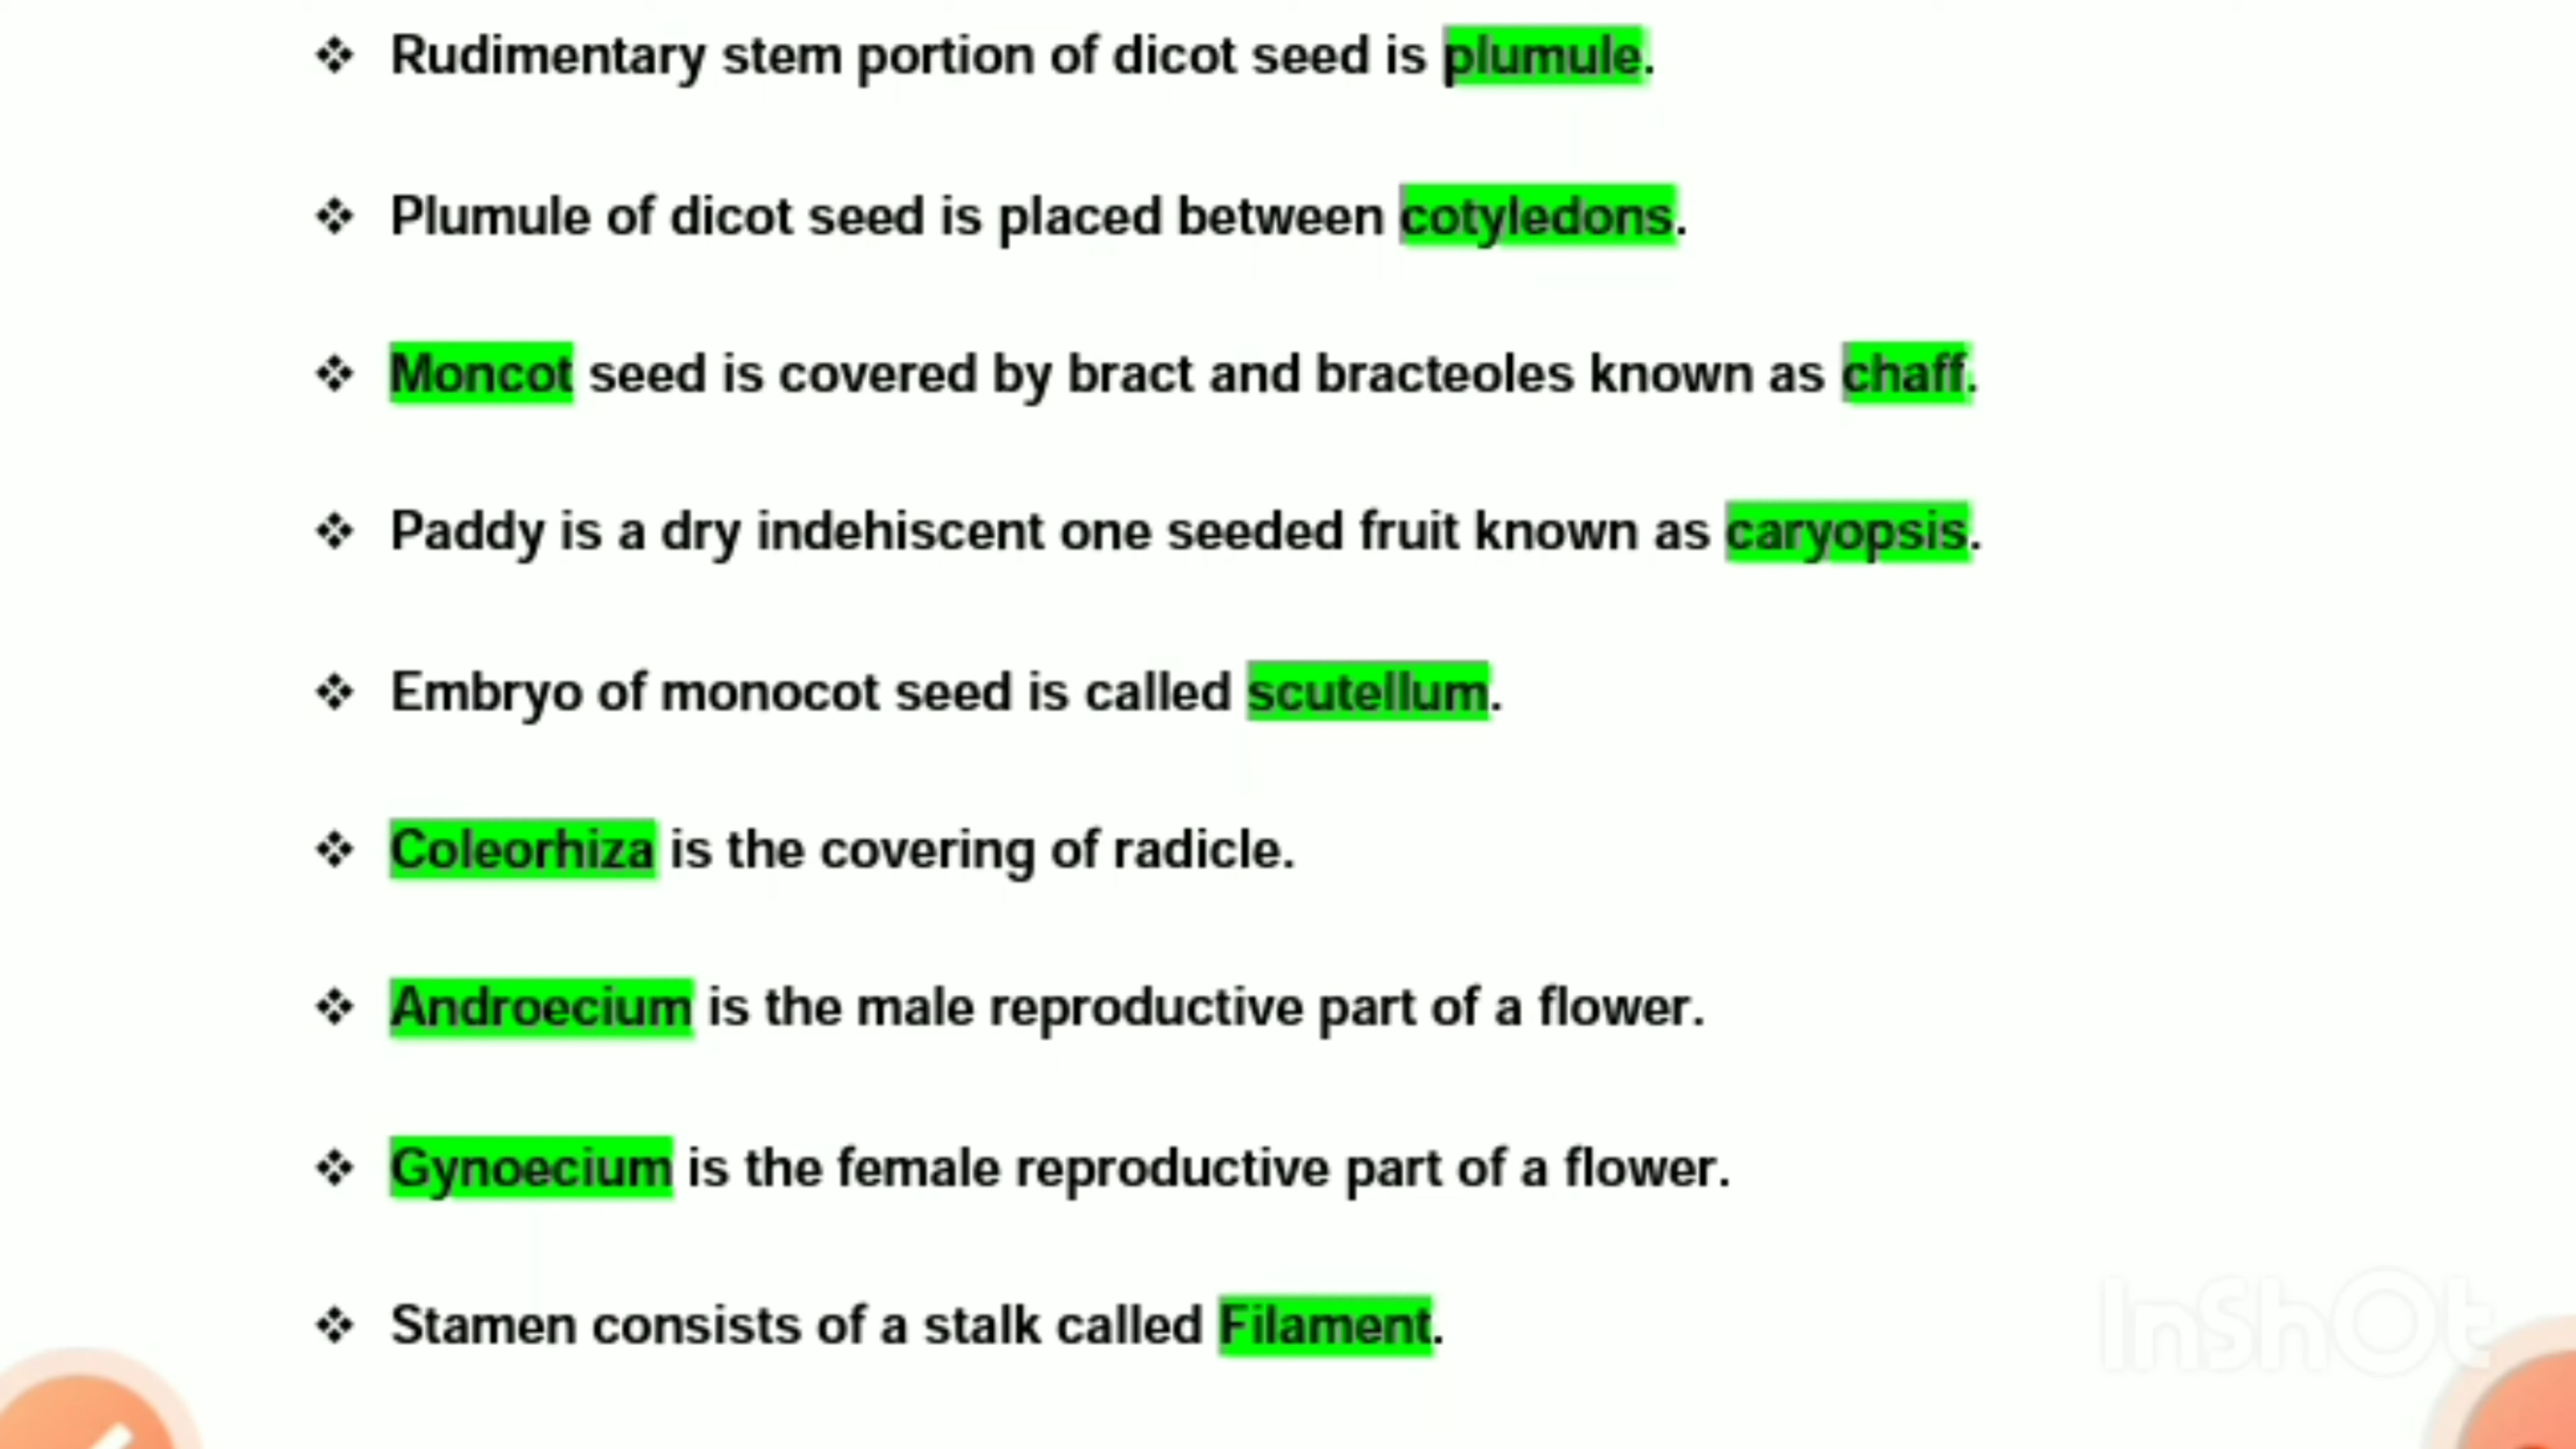 ❖ Rudimentary stem portion of dicot seed is plumule.
❖ Plumule of dicot seed is placed between cotyledons.
❖ Moncot seed is covered by bract and bracteoles known as chaff.
❖ Paddy is a dry indehiscent one seeded fruit known as caryopsis.
❖ Embryo of monocot seed is called scutellum.
❖ Coleorhiza is the covering of radicle.
❖ Androecium is the male reproductive part of a flower.
❖ Gynoecium is the female reproductive part of a flower.
❖ Stamen consists of a stalk called Filament.
InShOt